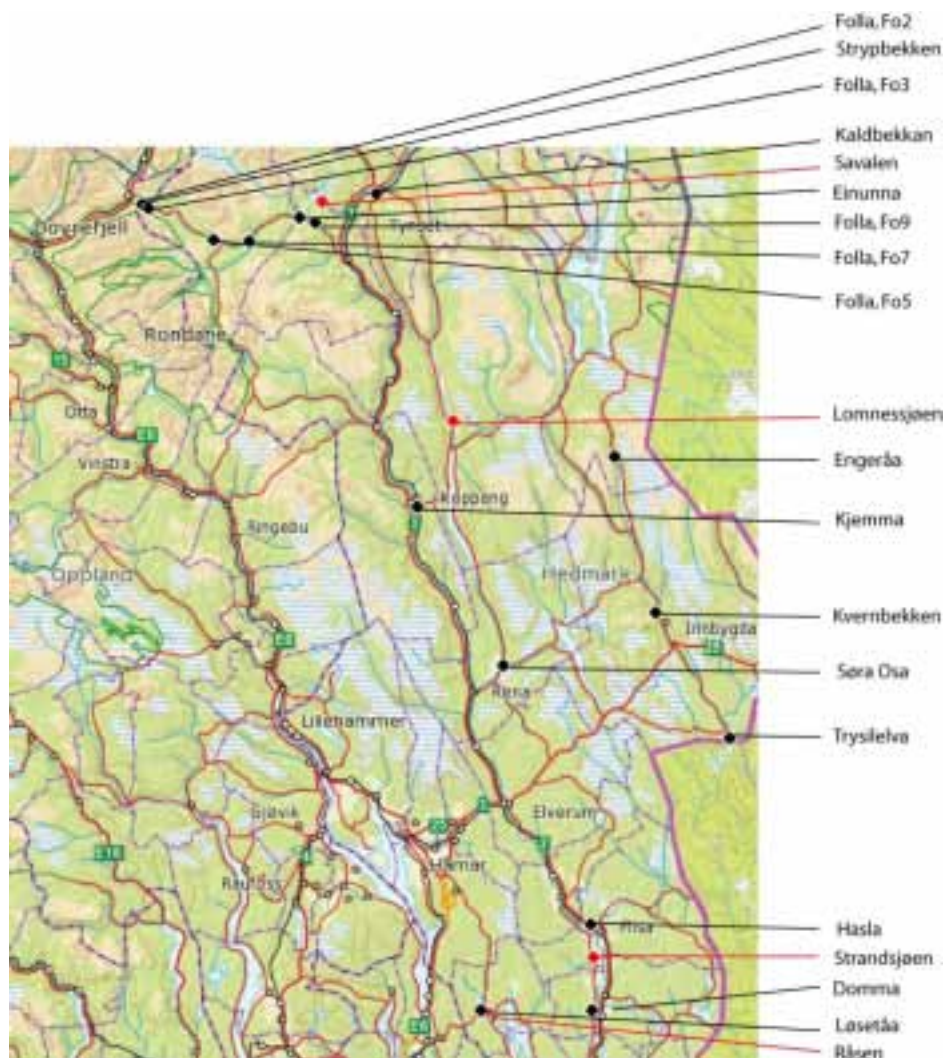 Folla, Fo2
Strypbekken
Folla, Fo3
Kaldbekkan
Savalen
Einunna
Folla, Fo9
Folla, Fo7
Folla, Fo5
Lomnessjøen
Engeråa
Kjemma
Kvernbekken
Søra Osa
Trysilelva
Hasla
Strandsjøen
Domma
Løsetåa
Råsen
Dovrefjell
Tynset
Rondane
Otta
Vinstra
Koppang
Ringebu
Oppland
Hedmark
Innbygda
Rena
Lillehammer
Gjøvik
Elverum
Hamar
Raufoss
Flisa